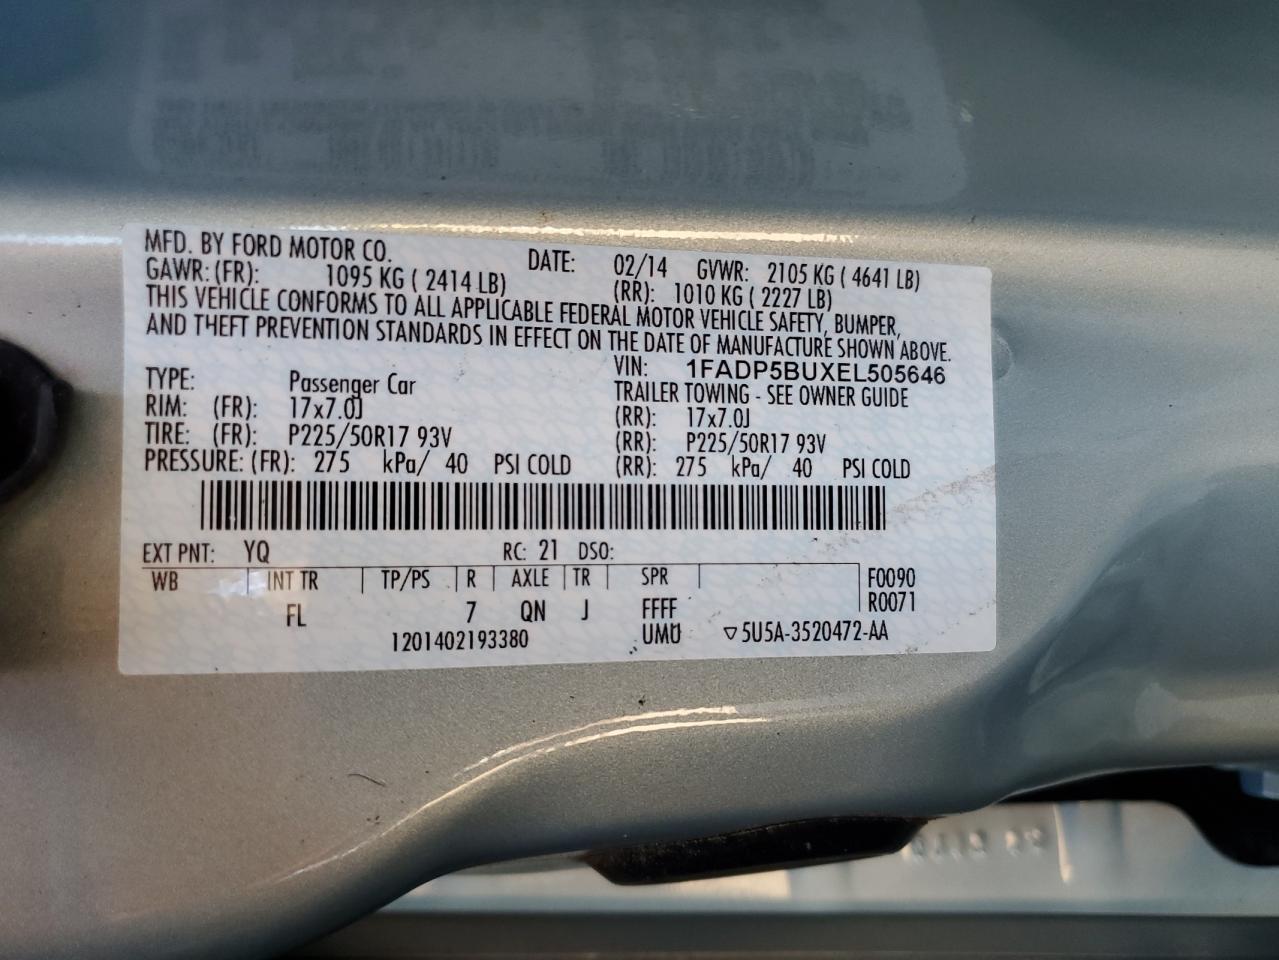 MFD. BY FORD MOTOR CO. DATE: 02/14 GVWR: 2105 KG ( 4641 LB)
GAWR: (FR): 1095 KG ( 2414 LB) (RR): 1010 KG ( 2227 LB)
THIS VEHICLE CONFORMS TO ALL APPLICABLE FEDERAL MOTOR VEHICLE SAFETY, BUMPER,
AND THEFT PREVENTION STANDARDS IN EFFECT ON THE DATE OF MANUFACTURE SHOWN ABOVE.
VIN: 1FADP5BUXEL505646
TYPE: Passenger Car TRAILER TOWING - SEE OWNER GUIDE
RIM: (FR): 17x7.0J (RR): 17x7.0J
TIRE: (FR): P225/50R17 93V (RR): P225/50R17 93V
PRESSURE: (FR): 275 kPa/ 40 PSI COLD (RR): 275 kPa/ 40 PSI COLD
EXT PNT: YQ RC: 21 DSO:
WB INT TR TP/PS R AXLE TR SPR F0090
FL 7 QN J FFFF R0071
1201402193380 UMU ▽5U5A-3520472-AA